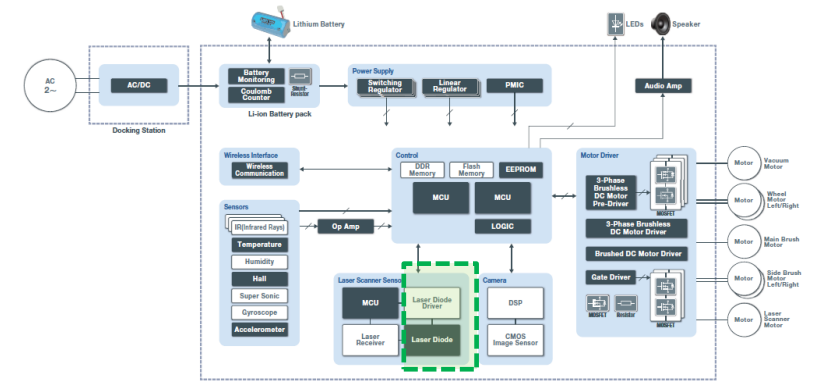 Lithium Battery
LEDs
Speaker
AC
2~
AC/DC
Docking Station
Battery
Monitoring
Coulomb
Counter
Shunt-
Resistor
Li-ion Battery pack
Power Supply
Switching
Regulator
Linear
Regulator
PMIC
Audio Amp
Wireless Interface
Wireless
Communication
Control
DDR
Memory
Flash
Memory
EEPROM
MCU
MCU
LOGIC
Sensors
IR(Infrared Rays)
Temperature
Humidity
Hall
Super Sonic
Gyroscope
Accelerometer
Op Amp
Motor Driver
3-Phase
Brushless
DC Motor
Pre-Driver
MOSFET
3-Phase Brushless
DC Motor Driver
Brushed DC Motor Driver
Gate Driver
MOSFET
Resistor
MOSFET
Motor
Vacuum
Motor
Motor
Wheel
Motor
Left/Right
Motor
Main Brush
Motor
Motor
Side Brush
Motor
Left/Right
Motor
Laser
Scanner
Motor
Laser Scanner Senso
MCU
Laser Diode
Driver
Laser
Receiver
Laser Diode
Camera
DSP
CMOS
Image Sensor